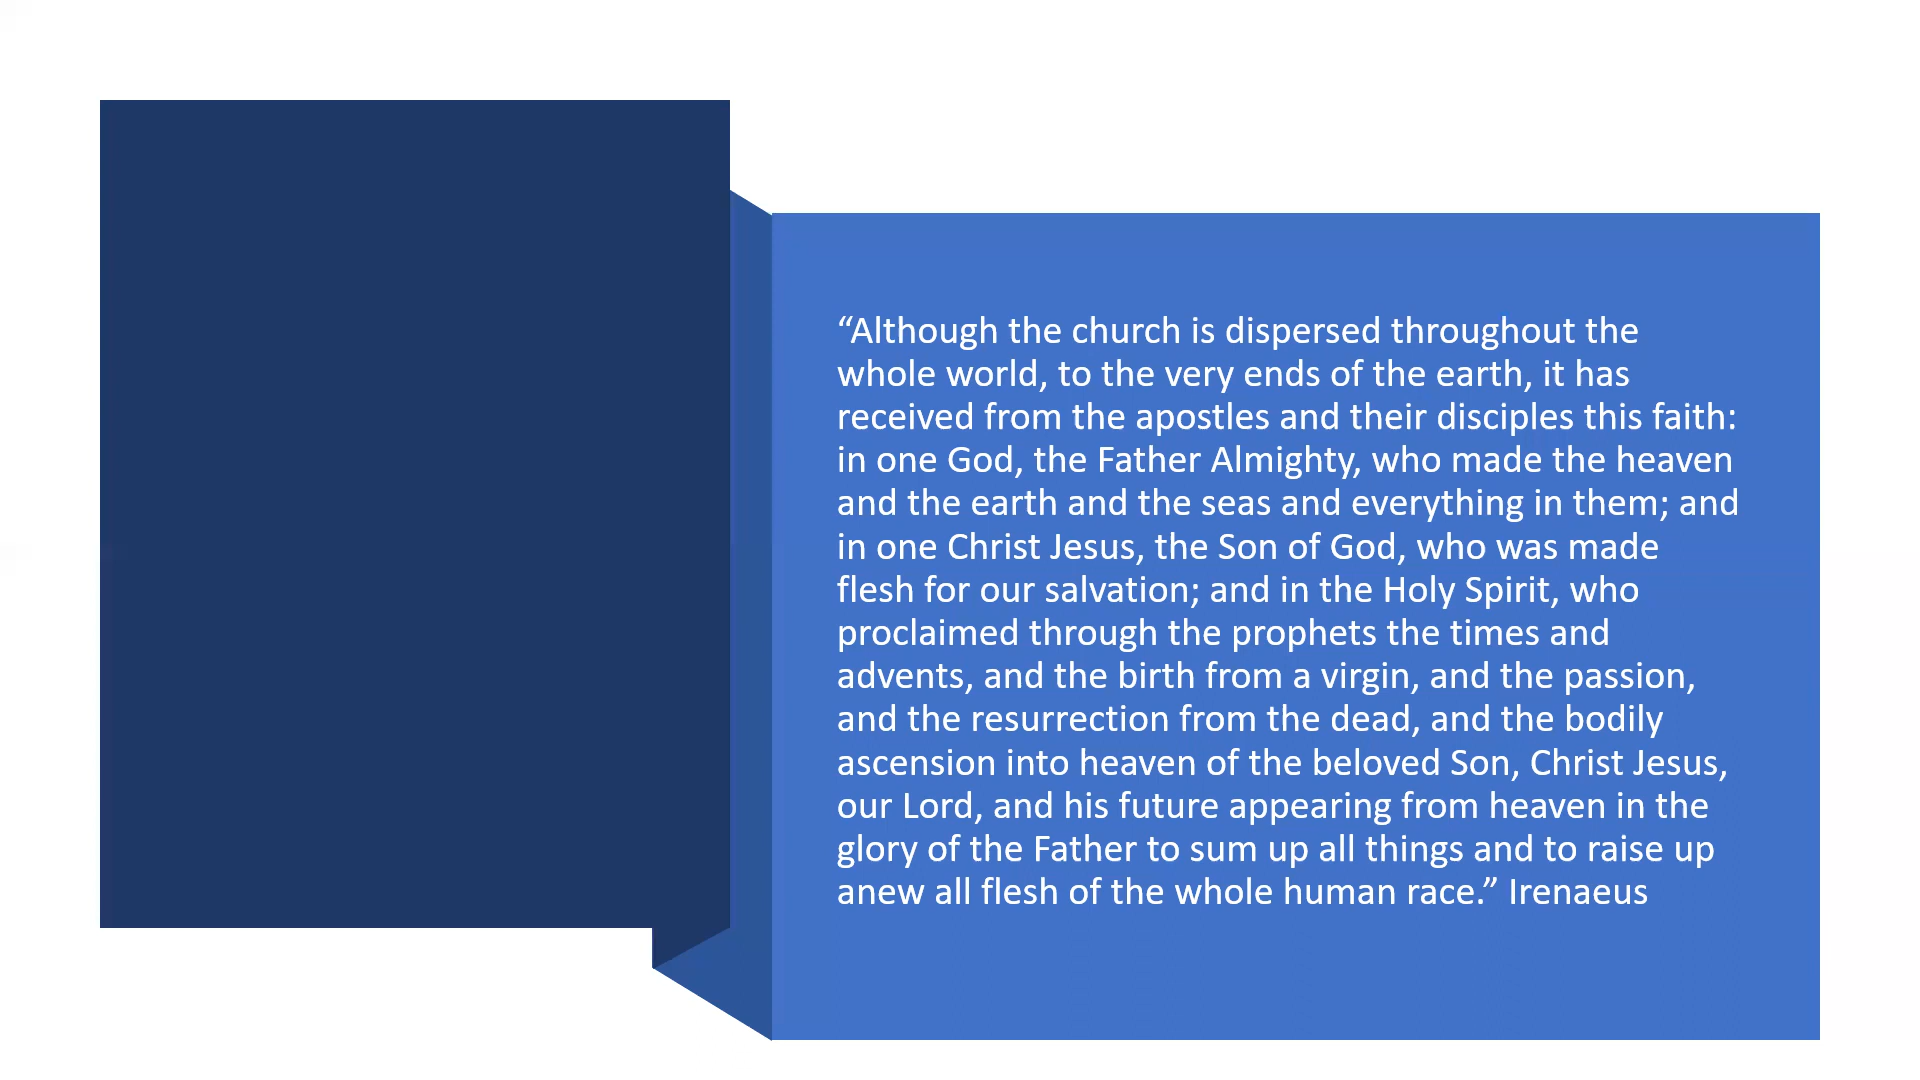 “Although the church is dispersed throughout the
whole world, to the very ends of the earth, it has
received from the apostles and their disciples this faith:
in one God, the Father Almighty, who made the heaven
and the earth and the seas and everything in them; and
in one Christ Jesus, the Son of God, who was made
flesh for our salvation; and in the Holy Spirit, who
proclaimed through the prophets the times and
advents, and the birth from a virgin, and the passion,
and the resurrection from the dead, and the bodily
ascension into heaven of the beloved Son, Christ Jesus,
our Lord, and his future appearing from heaven in the
glory of the Father to sum up all things and to raise up
anew all flesh of the whole human race.” Irenaeus